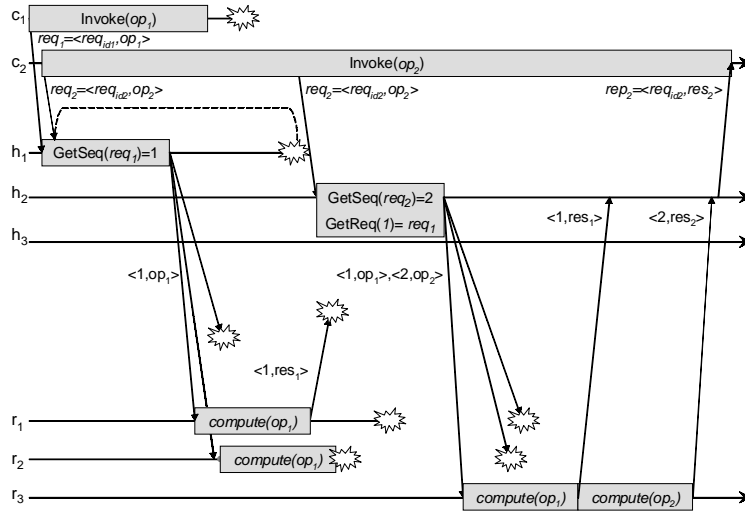 c1 Invoke(op1)
req1=<reqid1,op1>
c2 Invoke(op2)
req2=<reqid2,op2> req2=<reqid2,op2> rep2=<reqid2,res2>
h1 GetSeq(req1)=1
h2 GetSeq(req2)=2
GetReq(1)= req1
<1,res1> <2,res2>
h3
<1,op1> <1,op1>,<2,op2>
<1,res1>
r1 compute(op1)
r2 compute(op1)
r3 compute(op1) compute(op2)